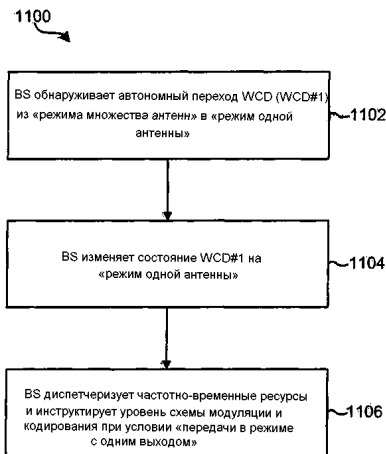 1100
BS обнаруживает автономный переход WCD (WCD#1)
из «режима множества антенн» в «режим одной
антенны»
1102
BS изменяет состояние WCD#1 на
«режим одной антенны»
1104
BS диспетчеризует частотно-временные ресурсы
и инструктирует уровень схемы модуляции и
кодирования при условии «передачи в режиме
с одним выходом»
1106